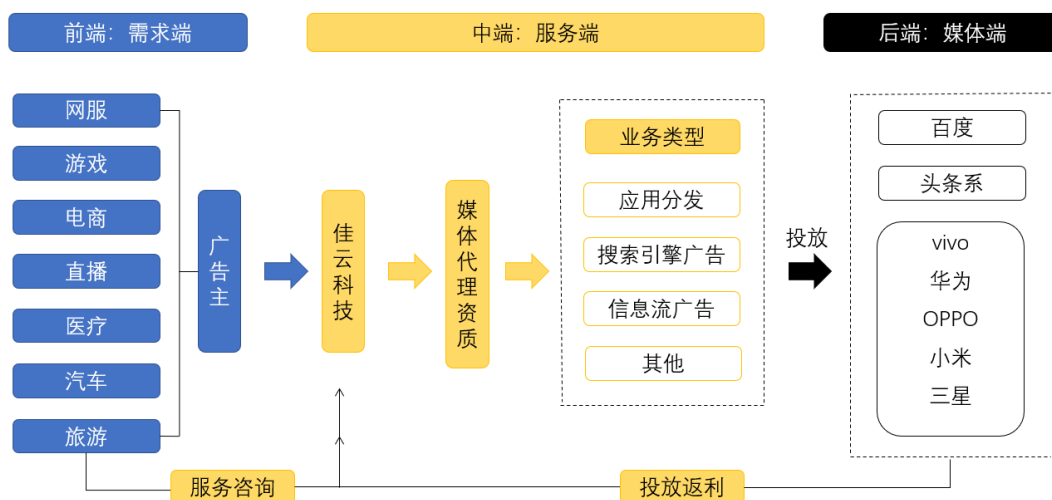 前端：需求端
中端：服务端
后端：媒体端
网服
游戏
电商
直播
医疗
汽车
旅游
广告主
佳云科技
媒体代理资质
业务类型
应用分发
搜索引擎广告
信息流广告
其他
投放
百度
头条系
vivo
华为
OPPO
小米
三星
服务咨询
投放返利